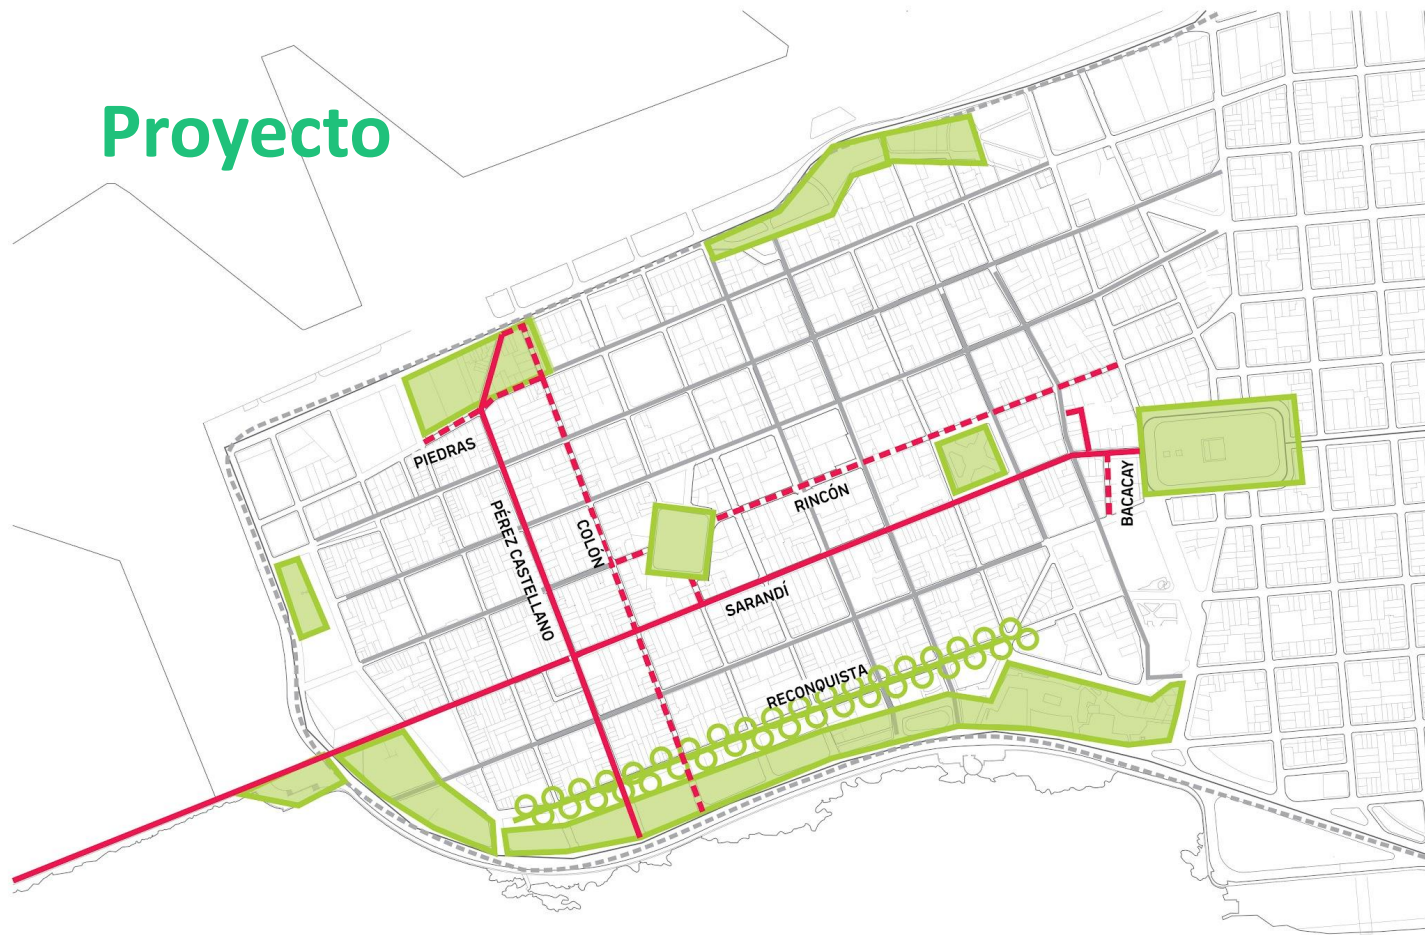 Proyecto
PIEDRAS
PÉREZ CASTELLANO
COLÓN
RINCÓN
BACACAY
SARANDÍ
RECONQUISTA